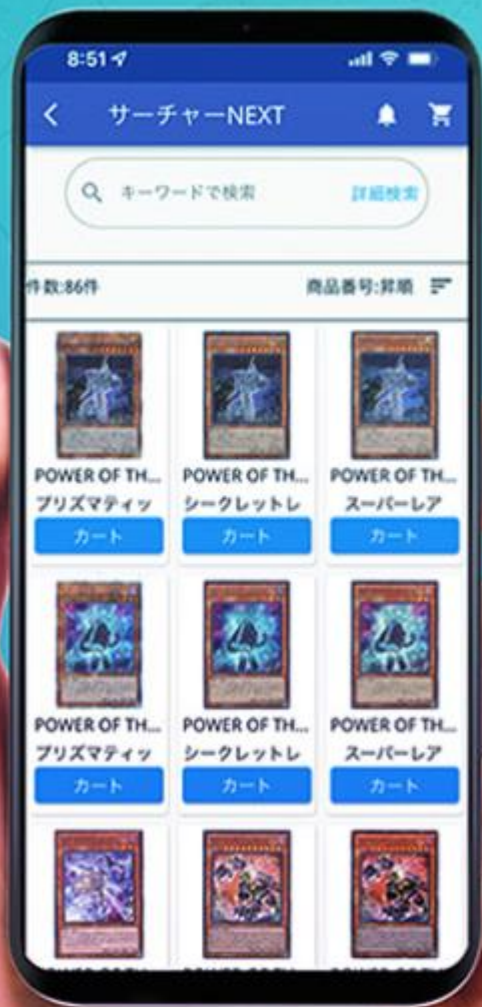 8:51
サーチャーNEXT
キーワードで検索 詳細検索
件数:86件 商品番号:昇順
POWER OF TH... POWER OF TH... POWER OF TH...
プリズマティッ シークレットレ スーパーレア
カート カート カート
POWER OF TH... POWER OF TH... POWER OF TH...
プリズマティッ シークレットレ スーパーレア
カート カート カート